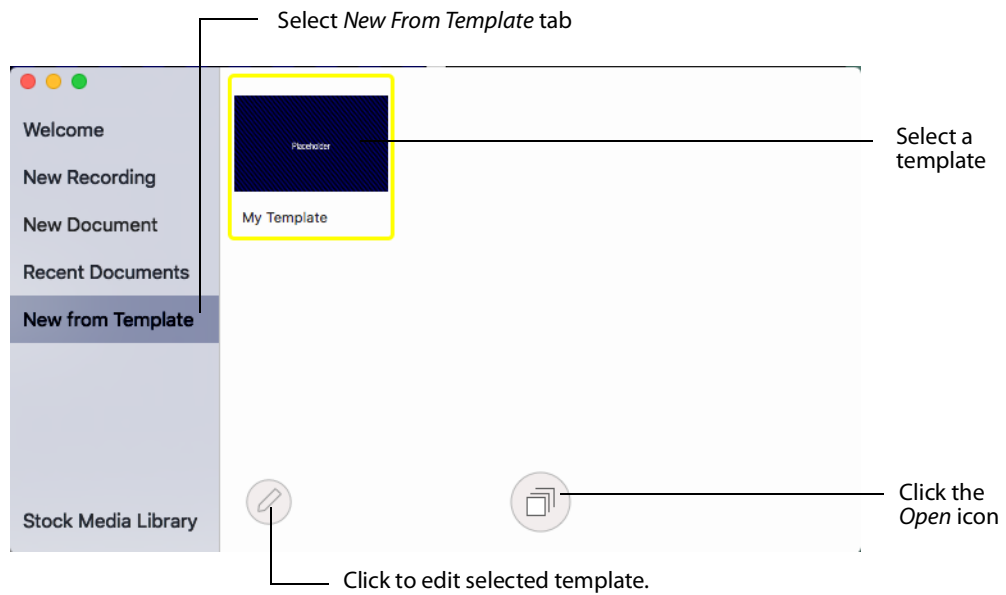 Select New From Template tab
Welcome
New Recording
New Document
Recent Documents
New from Template
Stock Media Library
Placeholder
My Template
Select a
template
Click the
Open icon
Click to edit selected template.